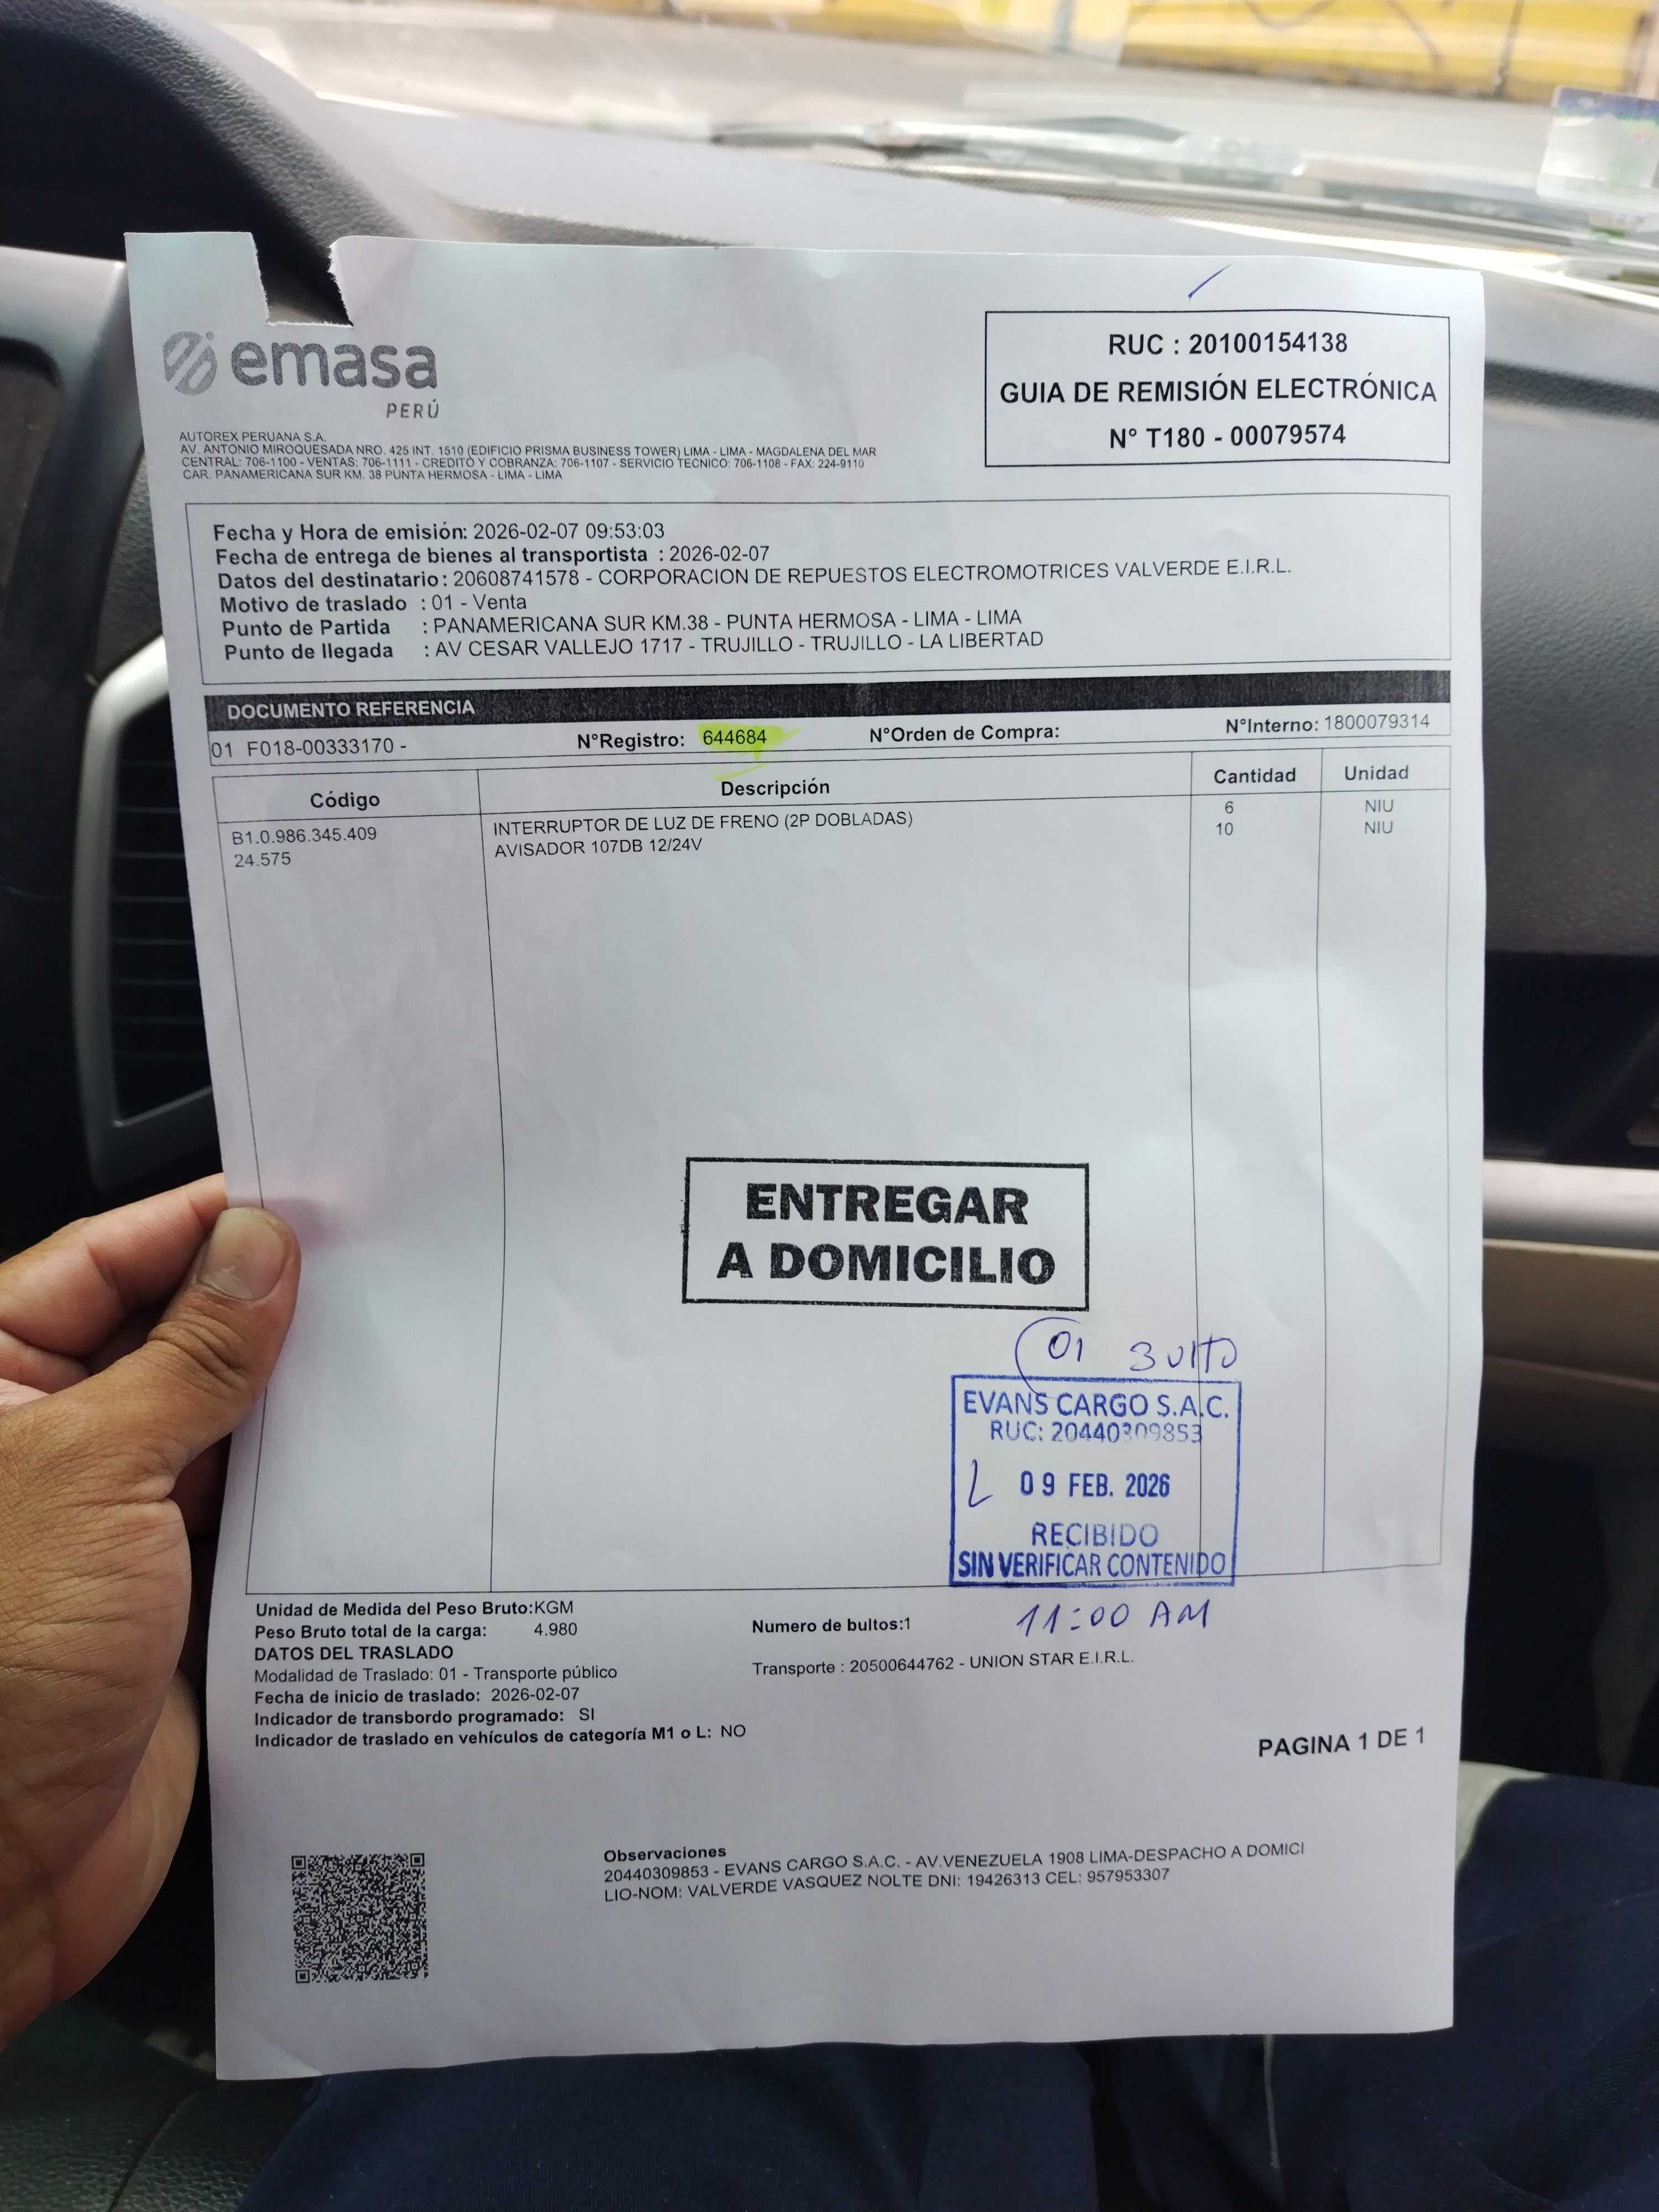 emasa
PERÚ
AUTOREX PERUANA S.A.
AV. ANTONIO MIROQUESADA NRO. 425 INT. 1510 (EDIFICIO PRISMA BUSINESS TOWER) LIMA - LIMA - MAGDALENA DEL MAR
CENTRAL: 706-1100 - VENTAS: 706-1111 - CREDITO Y COBRANZA: 706-1107 - SERVICIO TECNICO: 706-1108 - FAX: 224-9110
CAR. PANAMERICANA SUR KM. 38 PUNTA HERMOSA - LIMA - LIMA
RUC : 20100154138
GUIA DE REMISIÓN ELECTRÓNICA
N° T180 - 00079574
Fecha y Hora de emisión: 2026-02-07 09:53:03
Fecha de entrega de bienes al transportista : 2026-02-07
Datos del destinatario: 20608741578 - CORPORACION DE REPUESTOS ELECTROMOTRICES VALVERDE E.I.R.L.
Motivo de traslado : 01 - Venta
Punto de Partida : PANAMERICANA SUR KM.38 - PUNTA HERMOSA - LIMA - LIMA
Punto de llegada : AV CESAR VALLEJO 1717 - TRUJILLO - TRUJILLO - LA LIBERTAD
DOCUMENTO REFERENCIA
01 F018-00333170 - N°Registro: 644684 N°Orden de Compra: N°Interno: 1800079314
Código Descripción Cantidad Unidad
B1.0.986.345.409 INTERRUPTOR DE LUZ DE FRENO (2P DOBLADAS) 6 NIU
24.575 AVISADOR 107DB 12/24V 10 NIU
ENTREGAR
A DOMICILIO
01 BULTO
EVANS CARGO S.A.C.
RUC: 20440309853
09 FEB. 2026
RECIBIDO
SIN VERIFICAR CONTENIDO
11:00 AM
Unidad de Medida del Peso Bruto:KGM
Peso Bruto total de la carga: 4.980 Numero de bultos:1
DATOS DEL TRASLADO
Modalidad de Traslado: 01 - Transporte público Transporte : 20500644762 - UNION STAR E.I.R.L.
Fecha de inicio de traslado: 2026-02-07
Indicador de transbordo programado: SI
Indicador de traslado en vehículos de categoría M1 o L: NO
PAGINA 1 DE 1
Observaciones
20440309853 - EVANS CARGO S.A.C. - AV.VENEZUELA 1908 LIMA-DESPACHO A DOMICI
LIO-NOM: VALVERDE VASQUEZ NOLTE DNI: 19426313 CEL: 957953307